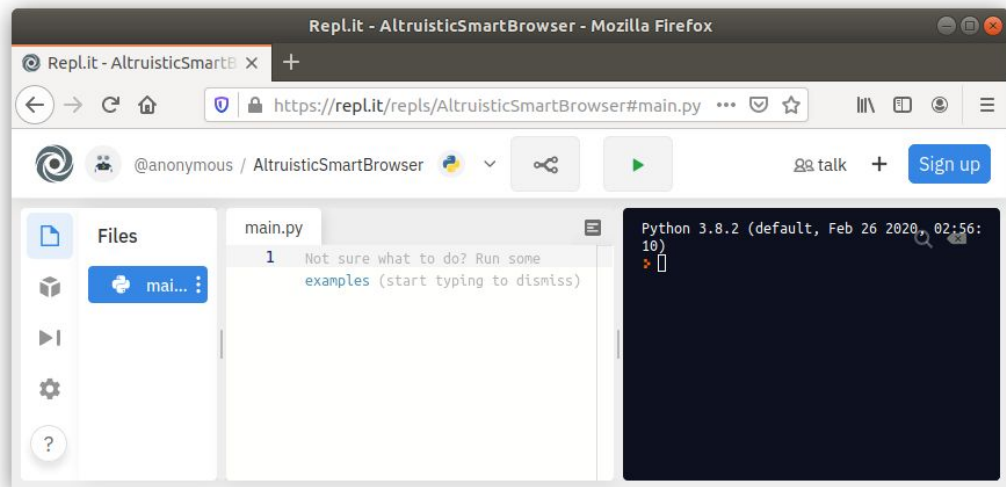 Repl.it - AltruisticSmartBrowser - Mozilla Firefox
Repl.it - AltruisticSmartB
https://repl.it/repls/AltruisticSmartBrowser#main.py
@anonymous / AltruisticSmartBrowser
talk
+
Sign up
Files
mai...
main.py
1
Not sure what to do? Run some
examples (start typing to dismiss)
Python 3.8.2 (default, Feb 26 2020, 02:56:
10)
>
?